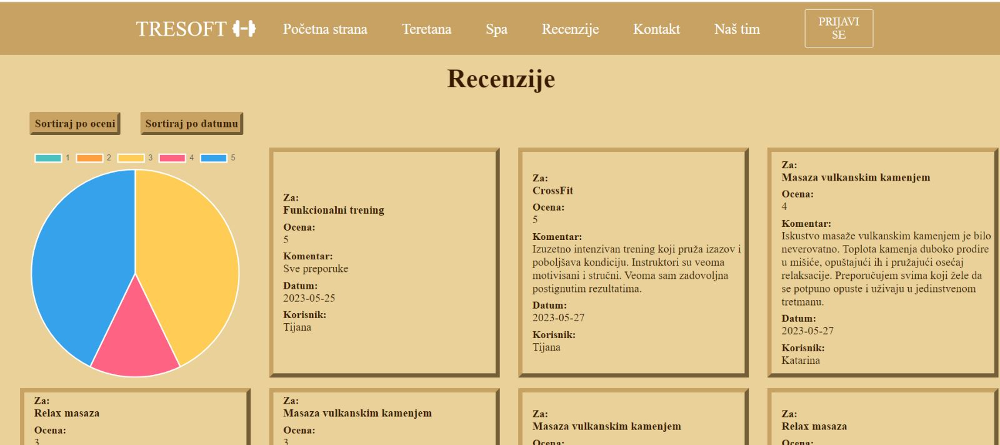 TRESOFT
Početna strana
Teretana
Spa
Recenzije
Kontakt
Naš tim
PRIJAVI
SE
Recenzije
Sortiraj po oceni
Sortiraj po datumu
1
2
3
4
5
Za:
Funkcionalni trening
Ocena:
5
Komentar:
Sve preporuke
Datum:
2023-05-25
Korisnik:
Tijana
Za:
CrossFit
Ocena:
5
Komentar:
Izuzetno intenzivan trening koji pruža izazov i
poboljšava kondiciju. Instruktori su veoma
motivisani i stručni. Veoma sam zadovoljna
postignutim rezultatima.
Datum:
2023-05-27
Korisnik:
Tijana
Za:
Masaza vulkanskim kamenjem
Ocena:
4
Komentar:
Iskustvo masaže vulkanskim kamenjem je bilo
neverovatno. Toplota kamenja duboko prodire
u mišiće, opuštajući ih i pružajući osećaj
relaksacije. Preporučujem svima koji žele da
se potpuno opuste i uživaju u jedinstvenom
tretmanu.
Datum:
2023-05-27
Korisnik:
Katarina
Za:
Relax masaza
Ocena:
3
Za:
Masaza vulkanskim kamenjem
Ocena:
3
Za:
Masaza vulkanskim kamenjem
Ocena:
Za:
Relax masaza
Ocena: